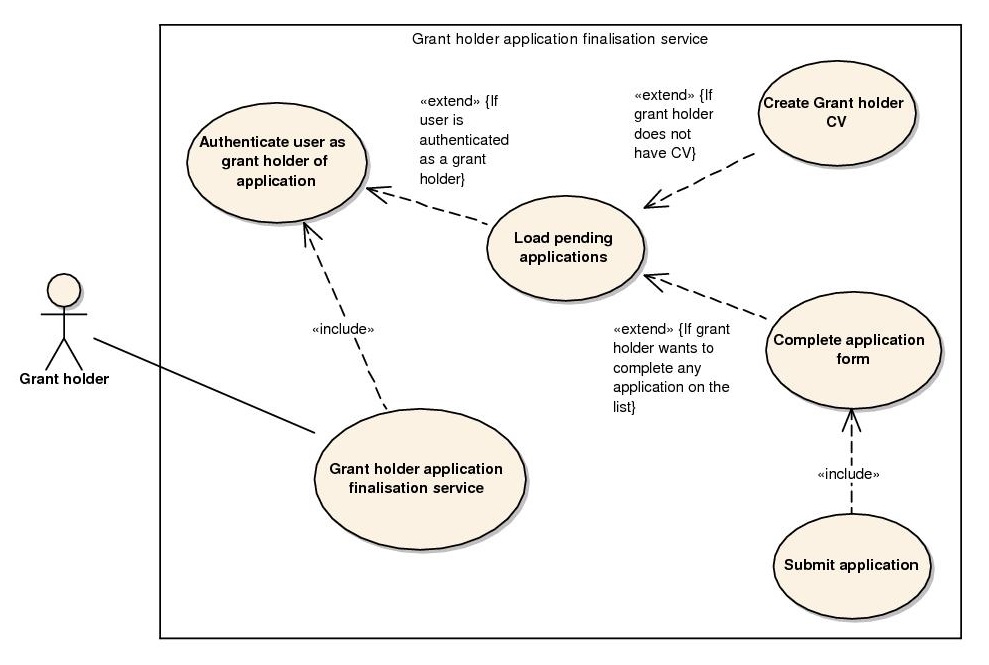 Grant holder application finalisation service
Authenticate user as
grant holder of
application
«extend» {If
user is
authenticated
as a grant
holder}
«extend» {If
grant holder
does not
have CV}
Create Grant holder
CV
Load pending
applications
Grant holder
«include»
«extend» {If grant
holder wants to
complete any
application on the
list}
Complete application
form
Grant holder application
finalisation service
«include»
Submit application